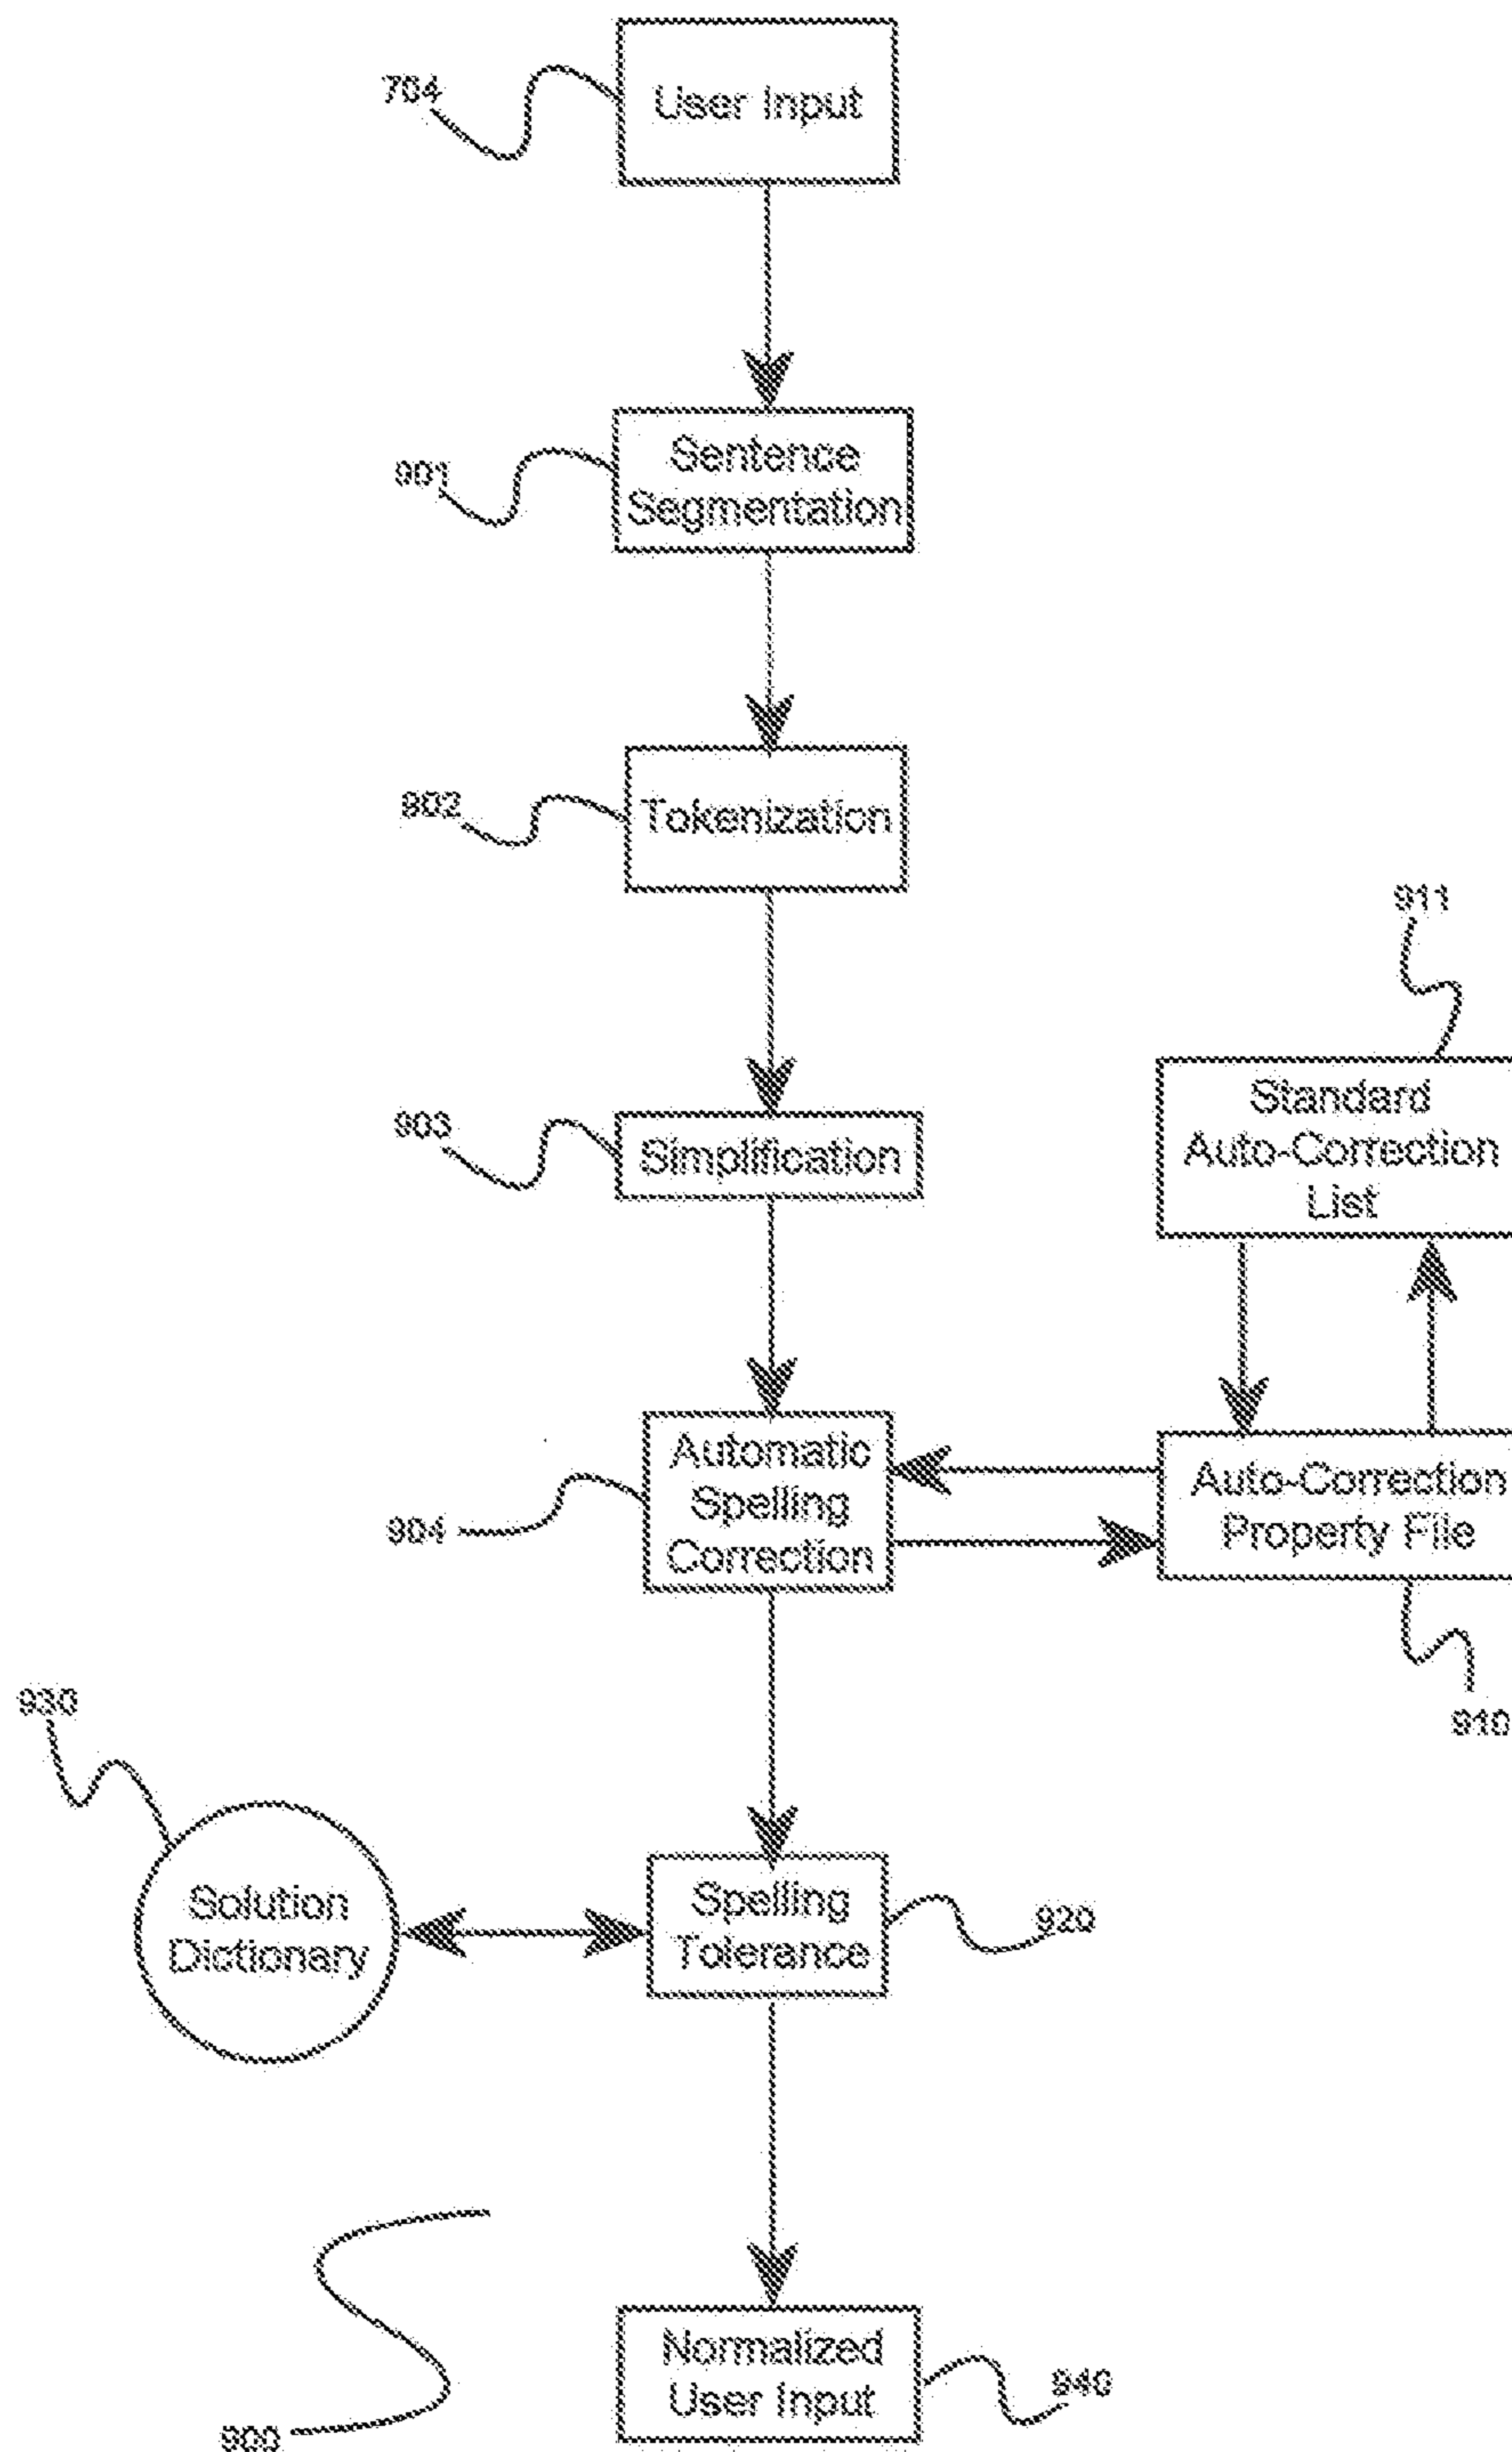 704
User Input
901
Sentence
Segmentation
902
Tokenization
911
903
Simplification
Standard
Auto-Correction
List
904
Automatic
Spelling
Correction
Auto-Correction
Property File
910
930
Solution
Dictionary
Spelling
Tolerance
920
Normalized
User Input
940
900